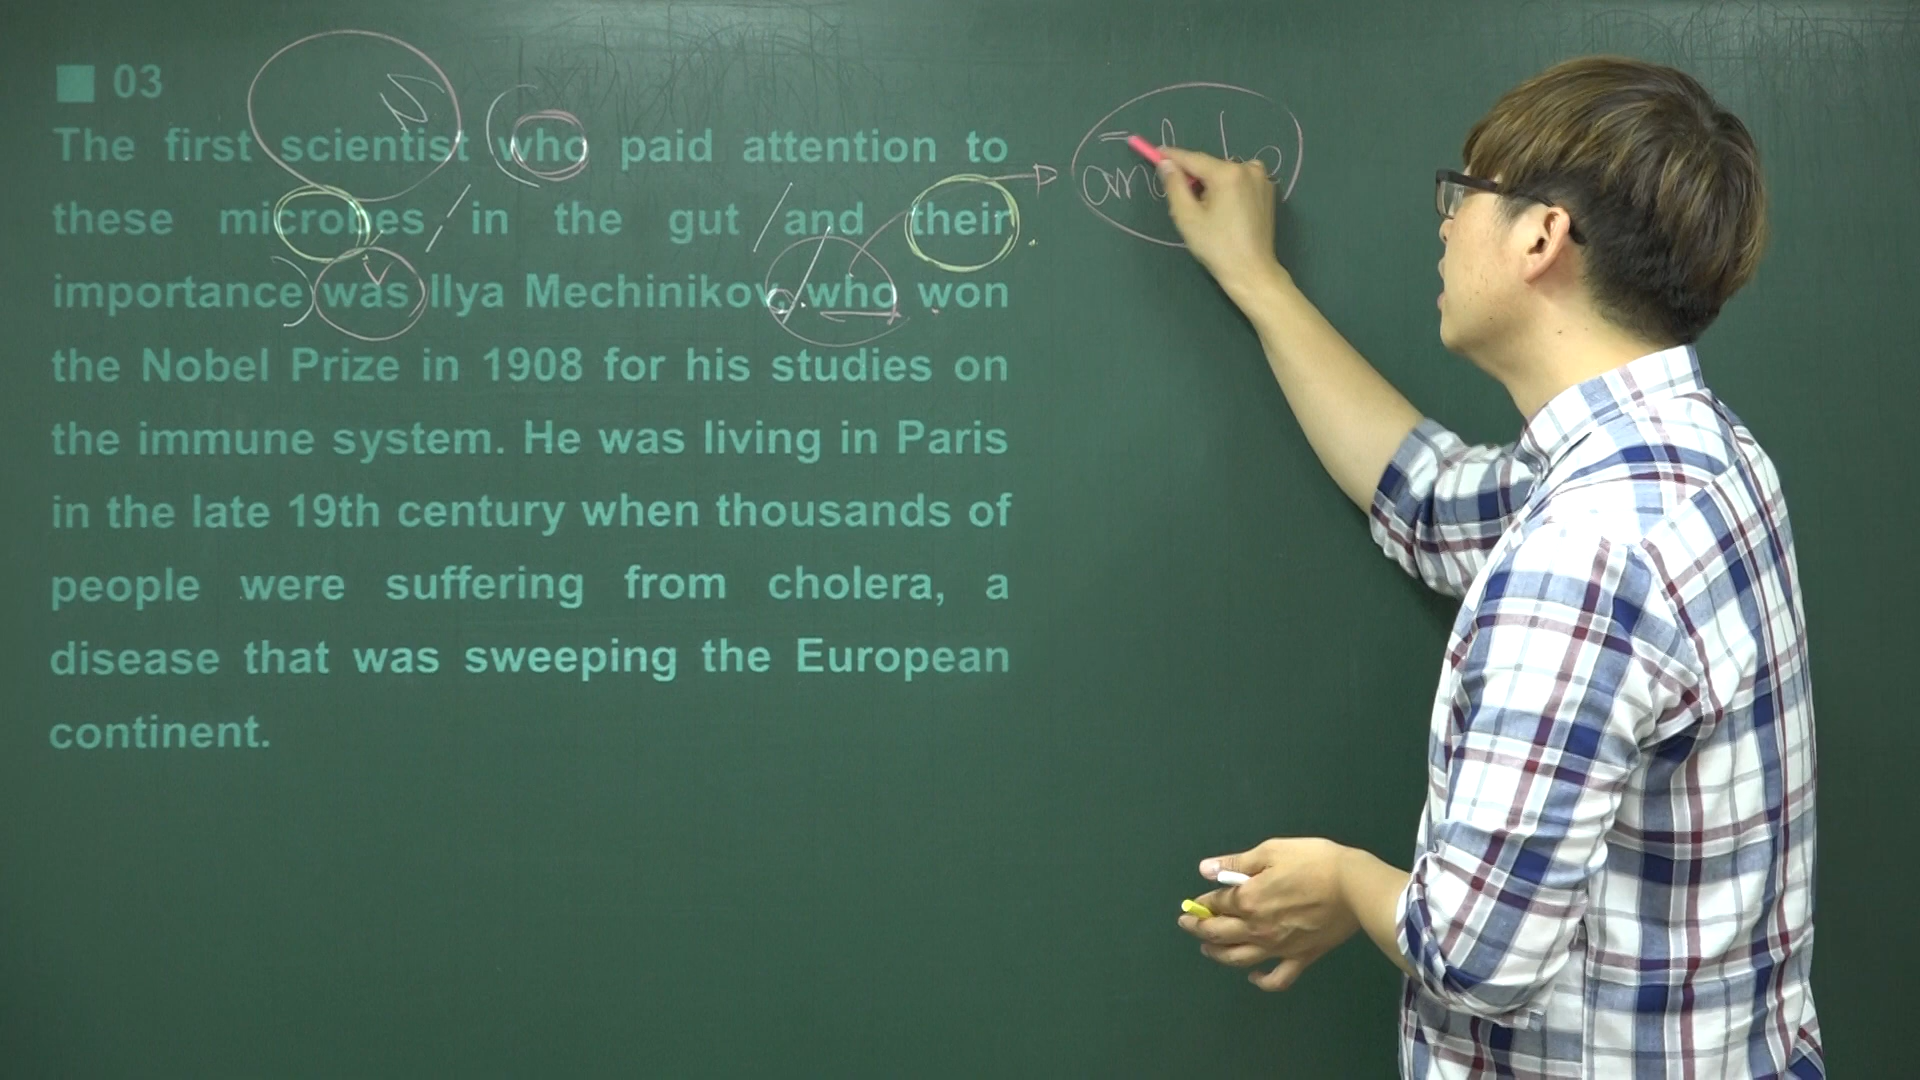 ■ 03
The first scientist who paid attention to
these microbes in the gut and their
importance was Ilya Mechinikov, who won
the Nobel Prize in 1908 for his studies on
the immune system. He was living in Paris
in the late 19th century when thousands of
people were suffering from cholera, a
disease that was sweeping the European
continent.
N
V
and he